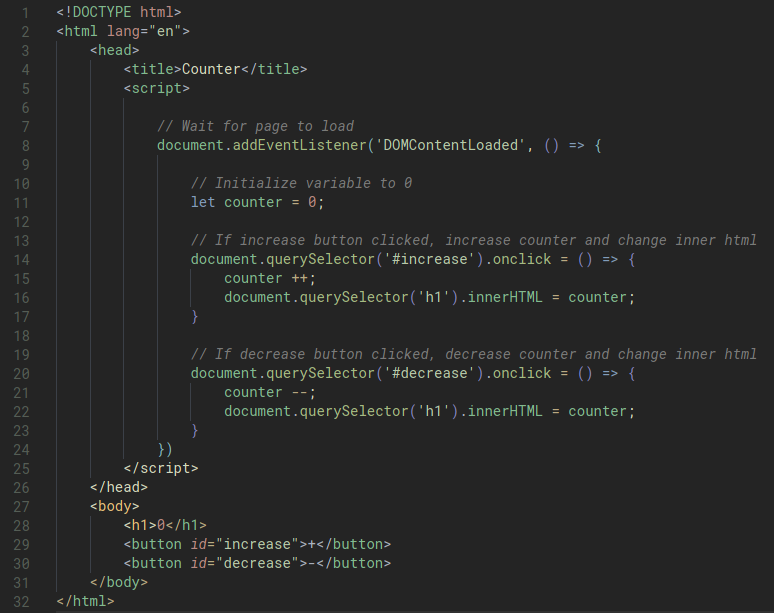 1 <!DOCTYPE html>
2 <html lang="en">
3     <head>
4         <title>Counter</title>
5         <script>
6
7             // Wait for page to load
8             document.addEventListener('DOMContentLoaded', () => {
9
10                 // Initialize variable to 0
11                 let counter = 0;
12
13                 // If increase button clicked, increase counter and change inner html
14                 document.querySelector('#increase').onclick = () => {
15                     counter ++;
16                     document.querySelector('h1').innerHTML = counter;
17                 }
18
19                 // If decrease button clicked, decrease counter and change inner html
20                 document.querySelector('#decrease').onclick = () => {
21                     counter --;
22                     document.querySelector('h1').innerHTML = counter;
23                 }
24             })
25         </script>
26     </head>
27     <body>
28         <h1>0</h1>
29         <button id="increase">+</button>
30         <button id="decrease">-</button>
31     </body>
32 </html>